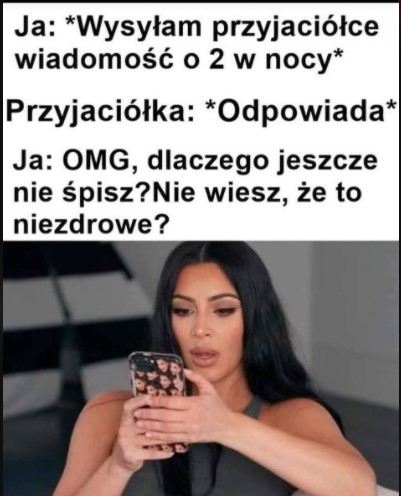 Ja: *Wysyłam przyjaciółce
wiadomość o 2 w nocy*
Przyjaciółka: *Odpowiada*
Ja: OMG, dlaczego jeszcze
nie śpisz?Nie wiesz, że to
niezdrowe?